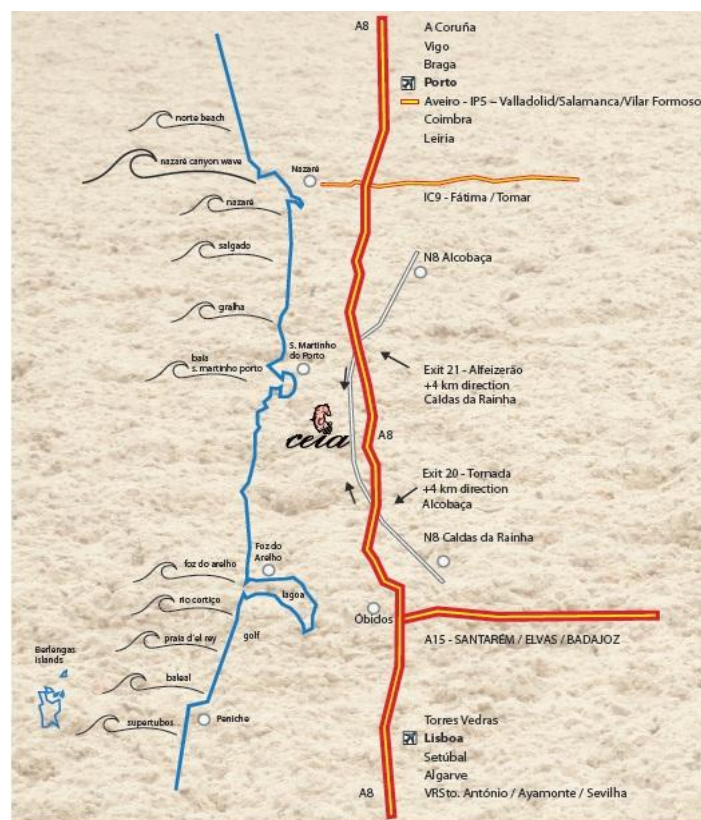 A8
A Coruña
Vigo
Braga
Porto
Aveiro - IP5 – Valladolid/Salamanca/Vilar Formoso
Coimbra
Leiria
norte beach
nazaré canyon wave
Nazaré
nazaré
IC9 - Fátima / Tomar
salgado
N8 Alcobaça
gralha
S. Martinho
do Porto
baía
s. martinho porto
Exit 21 - Alfeizerão
+4 km direction
Caldas da Rainha
ceia
A8
Exit 20 - Tornada
+4 km direction
Alcobaça
N8 Caldas da Rainha
Foz do
Arelho
foz do arelho
lagoa
rio cortiço
Óbidos
praia d'el rey
golf
A15 - SANTARÉM / ELVAS / BADAJOZ
Berlengas
islands
baleal
supertubos
Peniche
Torres Vedras
Lisboa
Setúbal
Algarve
A8
VRSto. António / Ayamonte / Sevilha